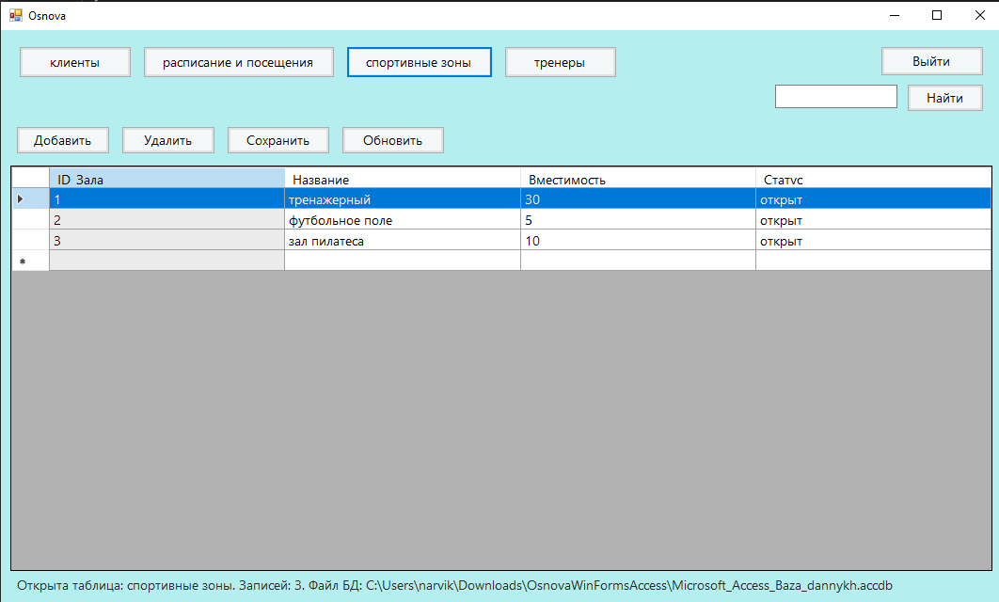 Osnova
клиенты расписание и посещения спортивные зоны тренеры Выйти
Найти
Добавить Удалить Сохранить Обновить
ID_Зала Название Вместимость Статус
1 тренажерный 30 открыт
2 футбольное поле 5 открыт
3 зал пилатеса 10 открыт
Открыта таблица: спортивные зоны. Записей: 3. Файл БД: C:\Users\narvik\Downloads\OsnovaWinFormsAccess\Microsoft_Access_Baza_dannykh.accdb